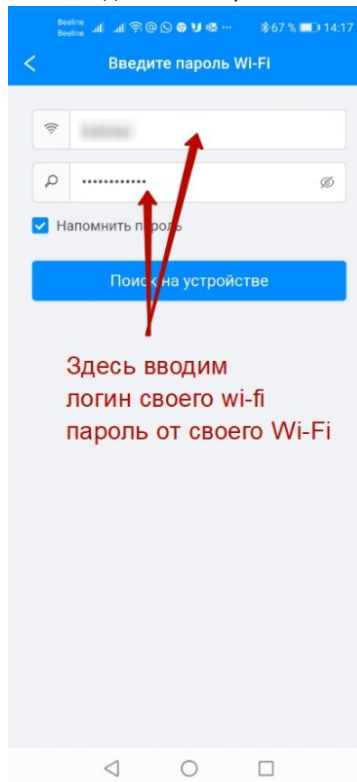 Beeline
Beeline
67 % 14:17
Введите пароль Wi-Fi
••••••••••••
Напомнить пароль
Поиск на устройстве
Здесь вводим
логин своего wi-fi
пароль от своего Wi-Fi